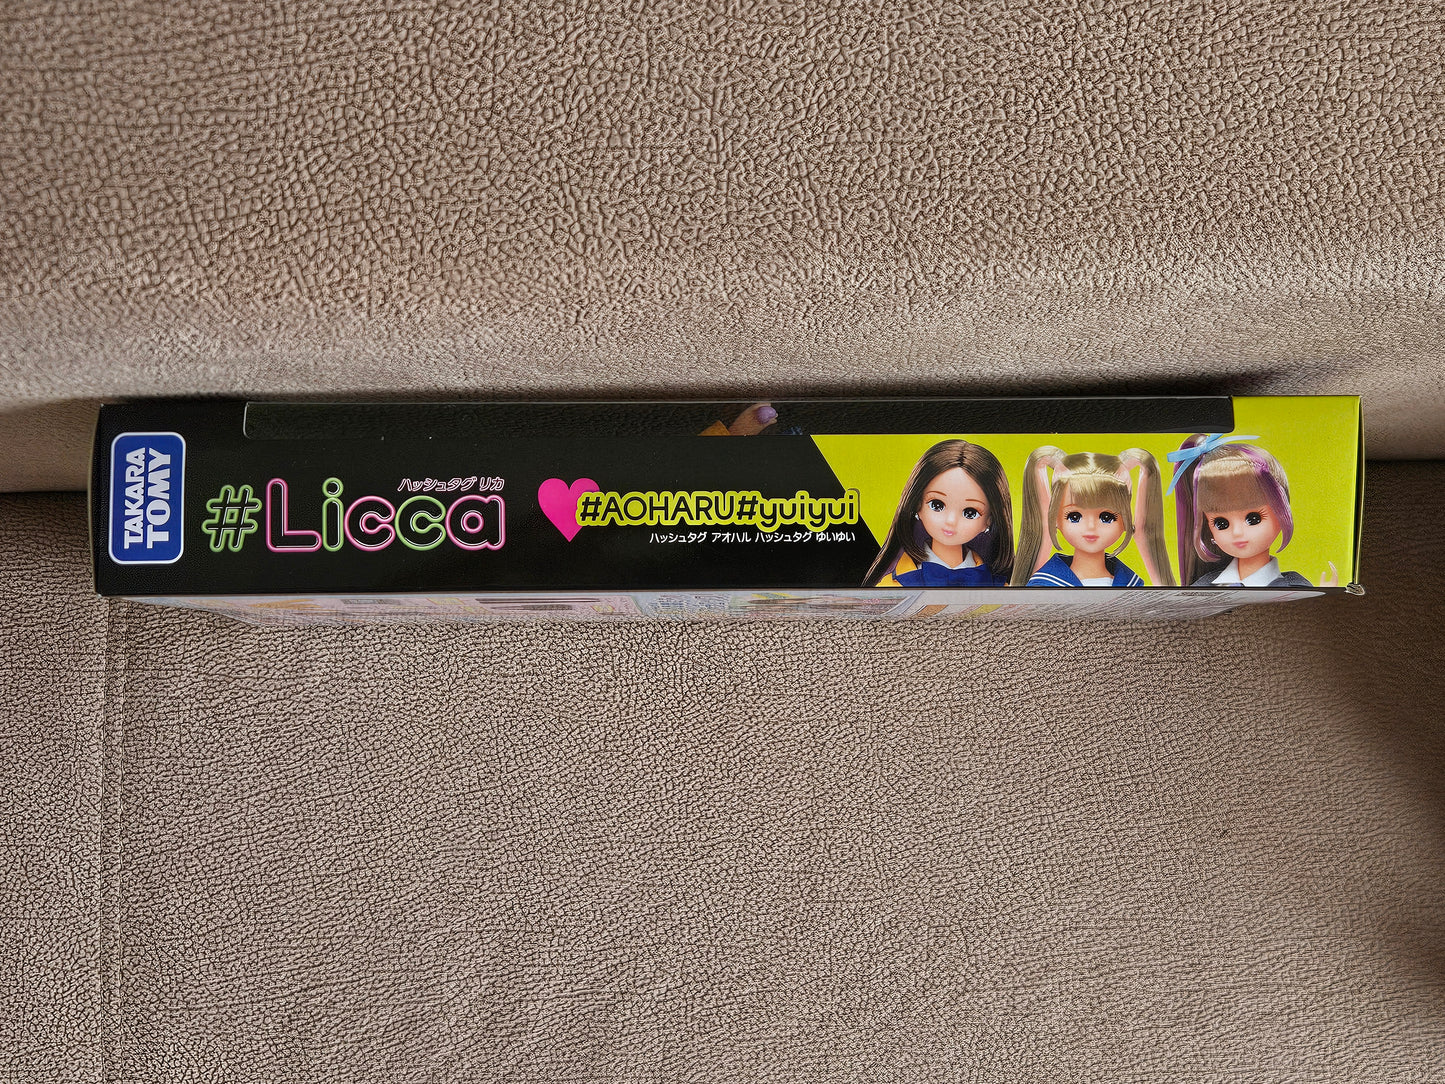 TAKARA
TOMY
ハッシュタグ リカ
#Licca
#AOHARU#yuiyui
ハッシュタグ アオハル ハッシュタグ ゆいゆい